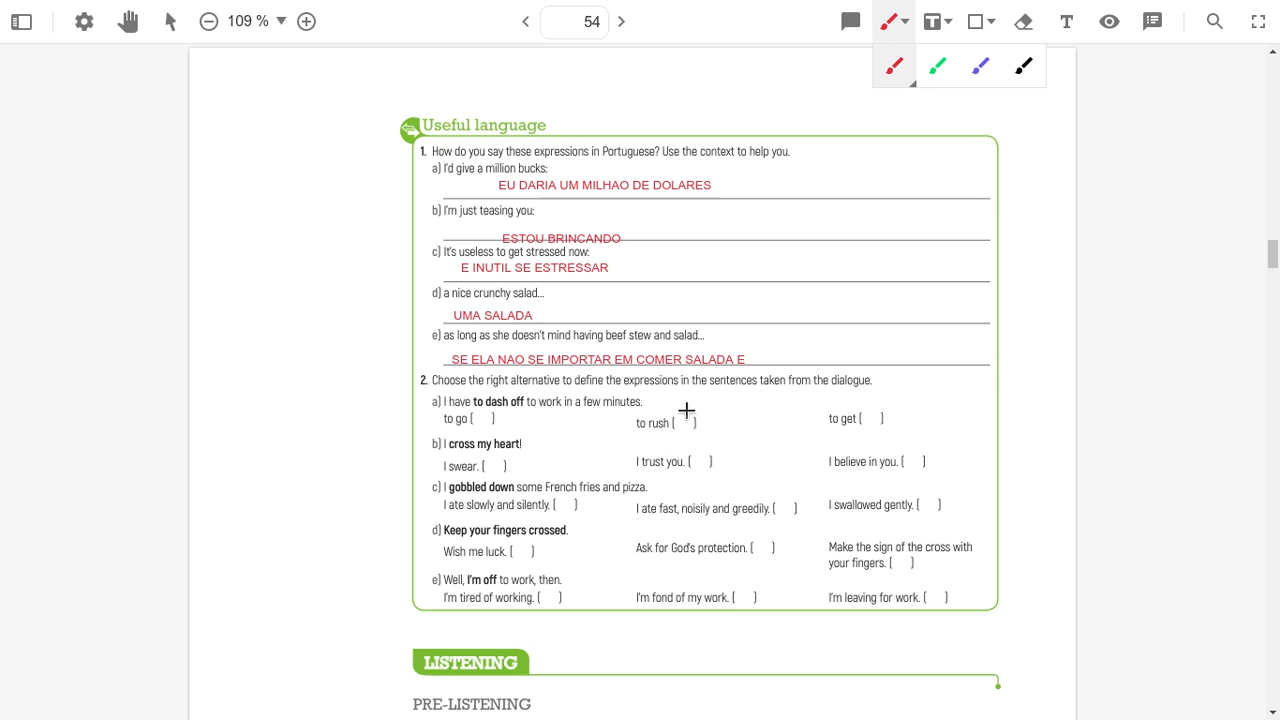 109 %
54
Useful language
1. How do you say these expressions in Portuguese? Use the context to help you.
a) I'd give a million bucks:
EU DARIA UM MILHAO DE DOLARES
b) I'm just teasing you:
ESTOU BRINCANDO
c) It's useless to get stressed now:
E INUTIL SE ESTRESSAR
d) a nice crunchy salad...
UMA SALADA
e) as long as she doesn't mind having beef stew and salad...
SE ELA NAO SE IMPORTAR EM COMER SALADA E
2. Choose the right alternative to define the expressions in the sentences taken from the dialogue.
a) I have to dash off to work in a few minutes.
to go ( ) to rush ( ) to get ( )
b) I cross my heart!
I swear. ( ) I trust you. ( ) I believe in you. ( )
c) I gobbled down some French fries and pizza.
I ate slowly and silently. ( ) I ate fast, noisily and greedily. ( ) I swallowed gently. ( )
d) Keep your fingers crossed.
Wish me luck. ( ) Ask for God's protection. ( ) Make the sign of the cross with
your fingers. ( )
e) Well, I'm off to work, then.
I'm tired of working. ( ) I'm fond of my work. ( ) I'm leaving for work. ( )
LISTENING
PRE-LISTENING